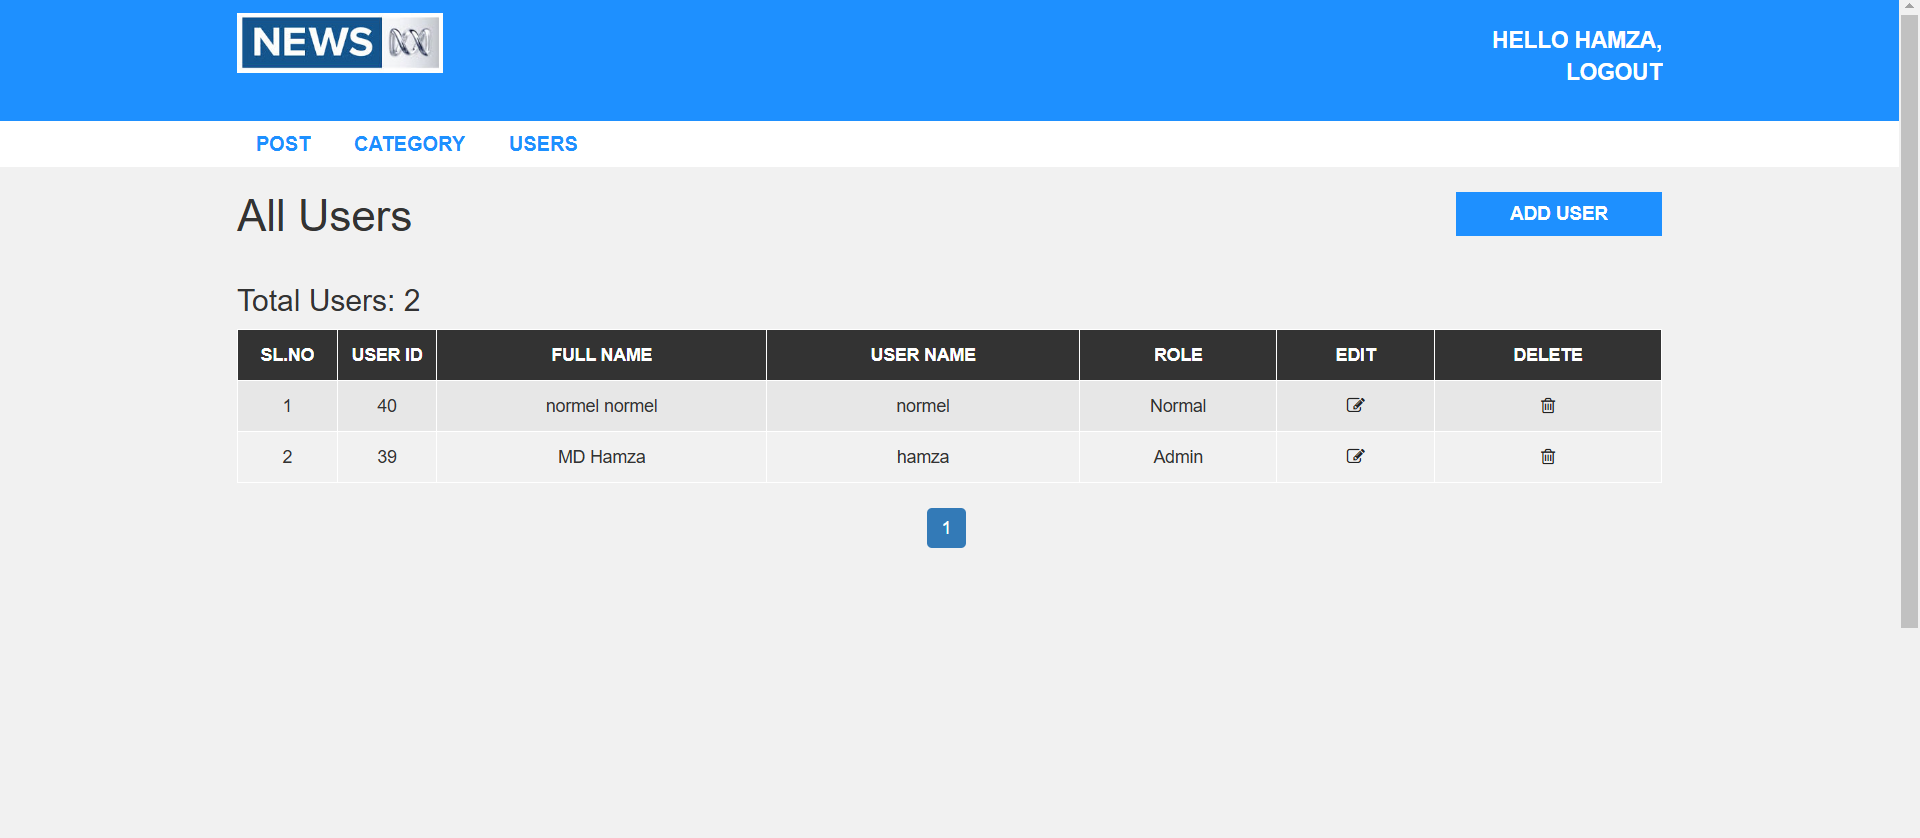 NEWS
HELLO HAMZA,
LOGOUT
POST CATEGORY USERS
All Users
ADD USER
Total Users: 2
SL.NO USER ID FULL NAME USER NAME ROLE EDIT DELETE
1 40 normel normel normel Normal
2 39 MD Hamza hamza Admin
1